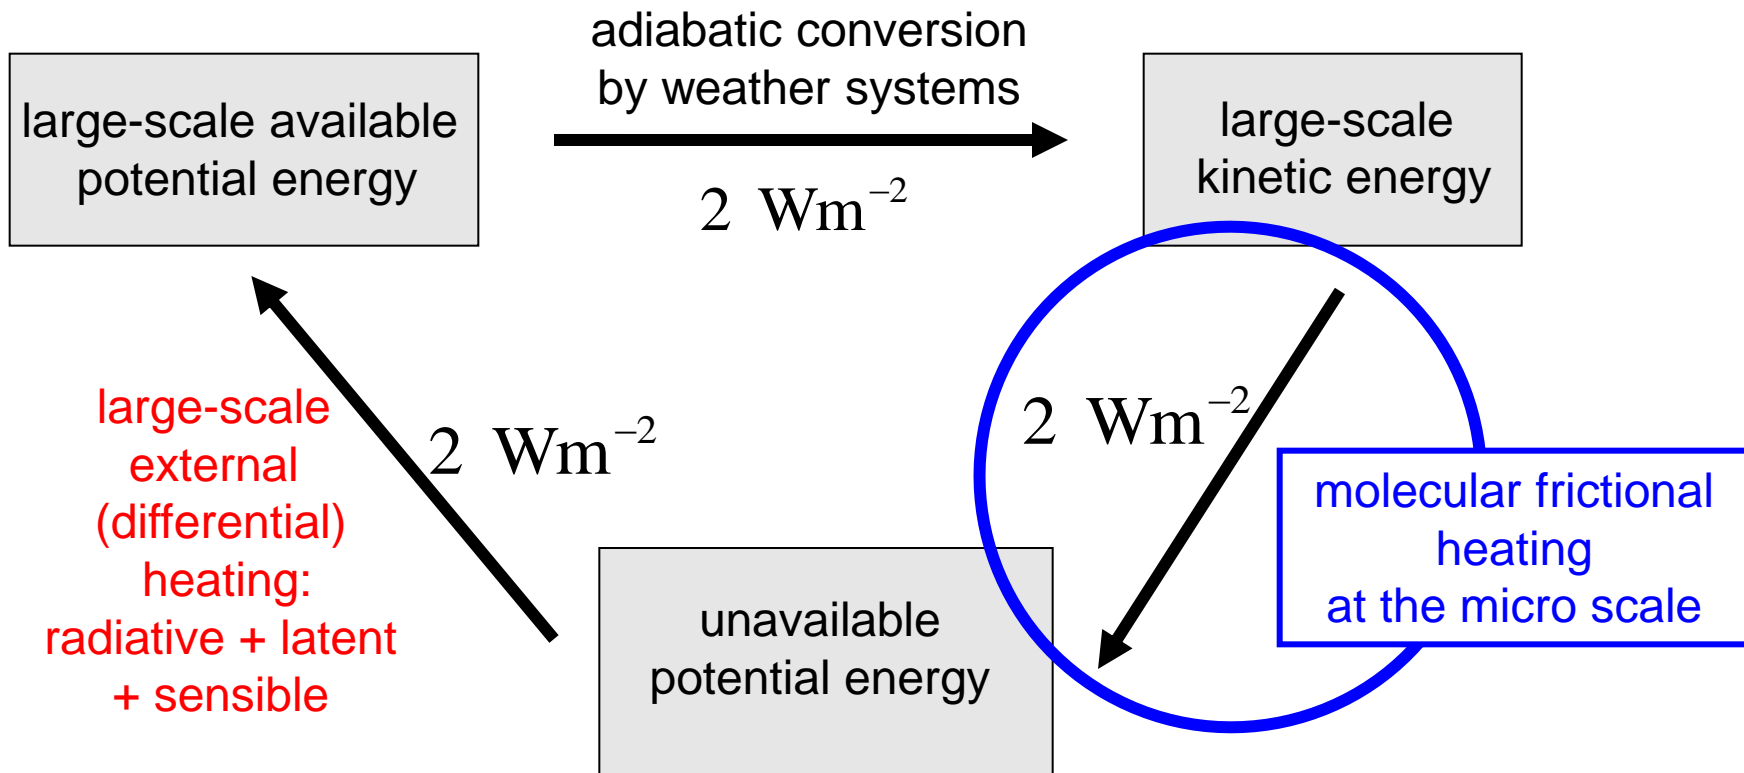 adiabatic conversion
by weather systems
large-scale available
potential energy
large-scale
kinetic energy
2 Wm⁻²
large-scale
external
(differential)
heating:
radiative + latent
+ sensible
2 Wm⁻²
2 Wm⁻²
molecular frictional
heating
at the micro scale
unavailable
potential energy